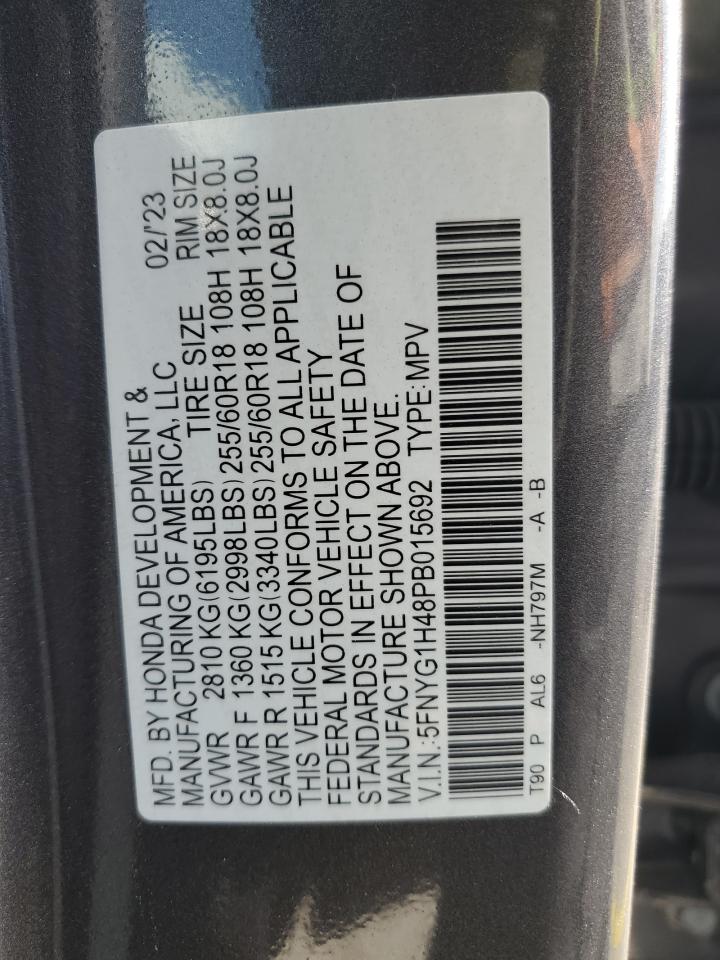 MFD. BY HONDA DEVELOPMENT &
MANUFACTURING OF AMERICA, LLC 02/'23
GVWR 2810 KG(6195LBS) TIRE SIZE RIM SIZE
GAWR F 1360 KG(2998LBS) 255/60R18 108H 18X8.0J
GAWR R 1515 KG(3340LBS) 255/60R18 108H 18X8.0J
THIS VEHICLE CONFORMS TO ALL APPLICABLE
FEDERAL MOTOR VEHICLE SAFETY
STANDARDS IN EFFECT ON THE DATE OF
MANUFACTURE SHOWN ABOVE.
V.I.N.:5FNYG1H48PB015692 TYPE:MPV
T90 P AL6 -NH797M -A -B